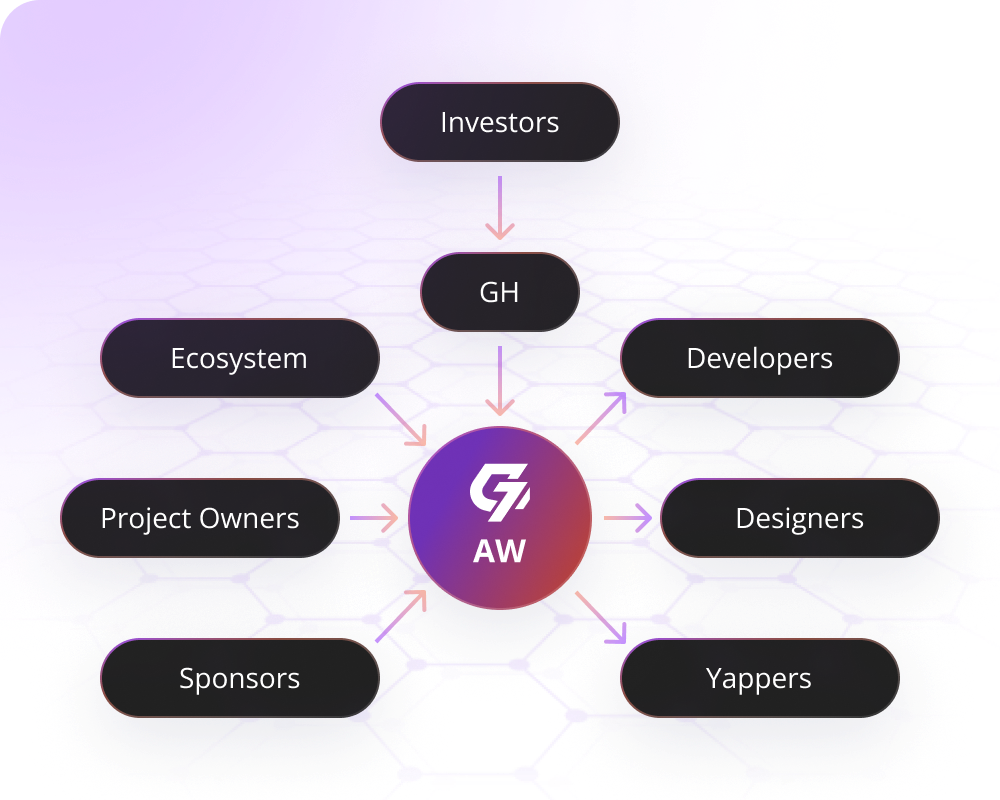 Investors
GH
Ecosystem
Developers
Project Owners
AW
Designers
Sponsors
Yappers